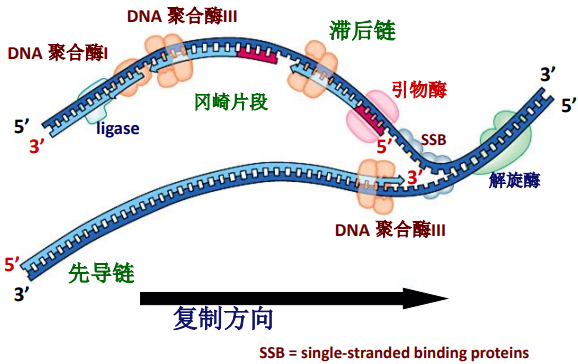 DNA 聚合酶III
滞后链
DNA 聚合酶I
引物酶
3’
5’
冈崎片段
5’
3’
ligase
5’
SSB
3’
解旋酶
DNA 聚合酶III
5’
3’
先导链
复制方向
SSB = single-stranded binding proteins